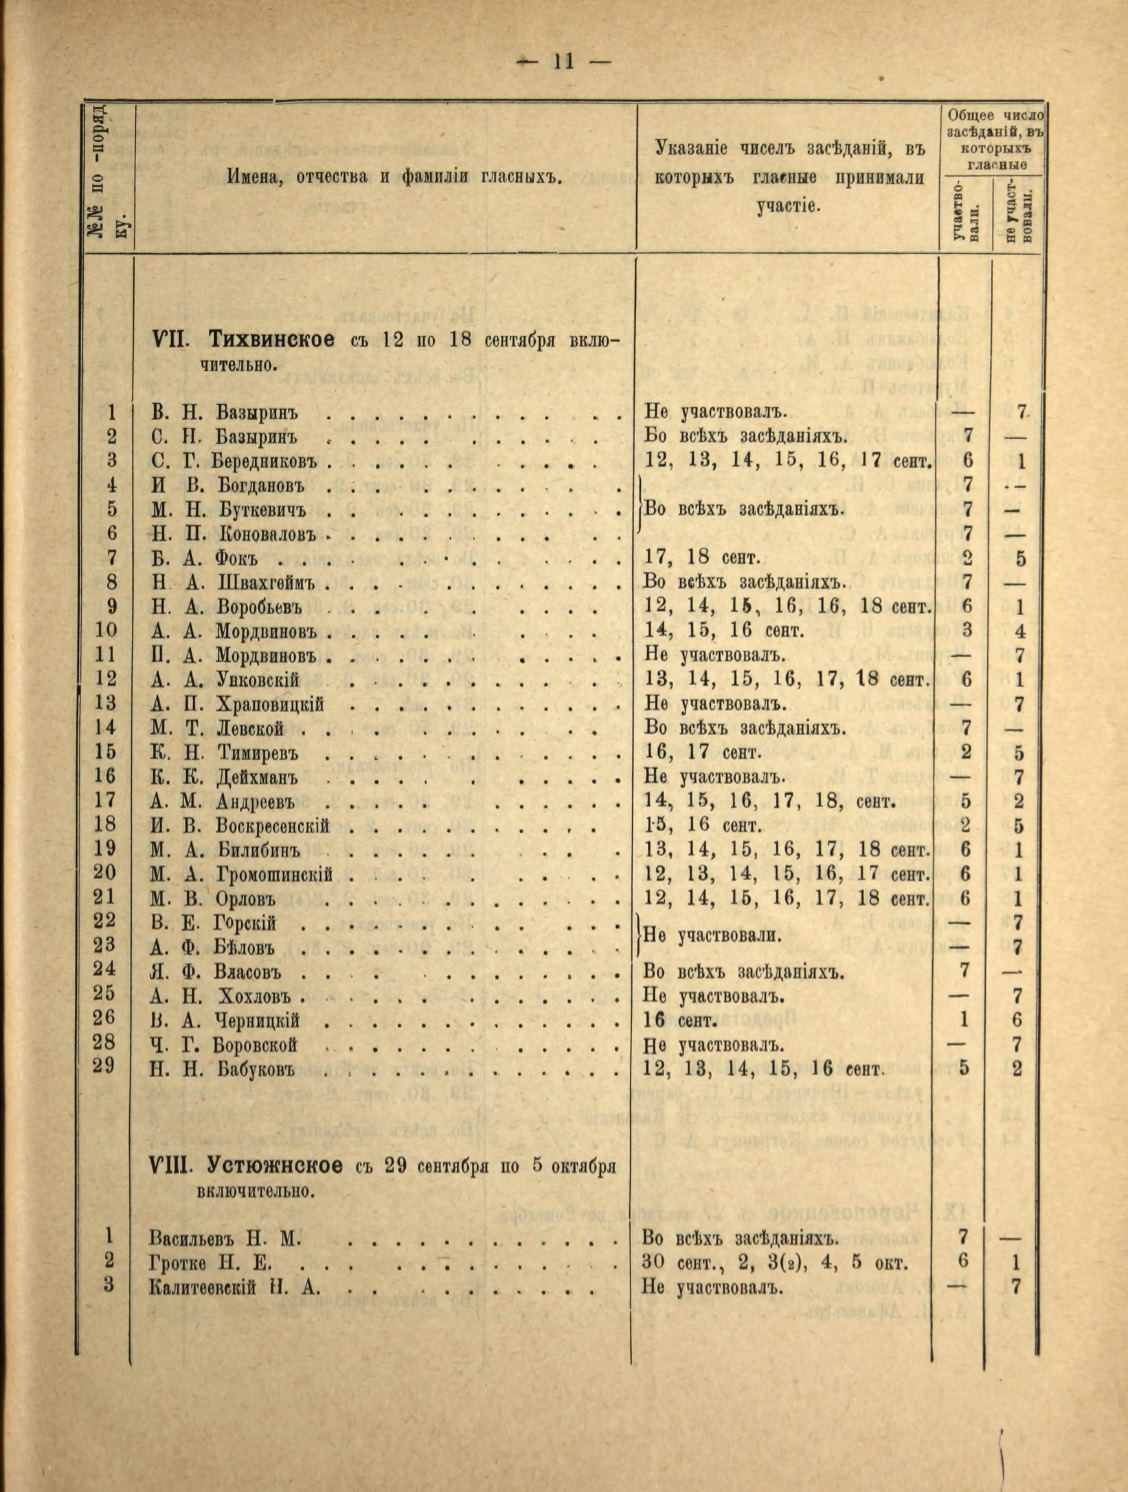 — 11 —
№№ по -поряд
ку.
Имена, отчества и фамиліи гласныхъ.
Указаніе чиселъ засѣданій, въ
которыхъ гласные принимали
участіе.
Общее число
засѣданій, въ
которыхъ
гласные
участво-
вали.
не участ-
вовали.
VII. Тихвинское съ 12 по 18 сентября вклю-
чительно.
1 В. Н. Базыринъ . . . . . . . . . . . . Не участвовалъ. — 7
2 С. Н. Базыринъ . . . . . . . . . . . Во всѣхъ засѣданіяхъ. 7 —
3 С. Г. Бередниковъ . . . . . . . . . . . 12, 13, 14, 15, 16, 17 сент. 6 1
4 И В. Богдановъ . . . . . . . . . . 7 —
5 М. Н. Буткевичъ . . . . . . . . . . . Во всѣхъ засѣданіяхъ. 7 —
6 Н. П. Коноваловъ . . . . . . . . . . . 7 —
7 Б. А. Фокъ . . . . . . . . . . . . 17, 18 сент. 2 5
8 Н А. Швахгеймъ . . . . . . . . . . . Во всѣхъ засѣданіяхъ. 7 —
9 Н. А. Воробьевъ . . . . . . . . . 12, 14, 15, 16, 16, 18 сент. 6 1
10 А. А. Мордвиновъ . . . . . . . . . . 14, 15, 16 сент. 3 4
11 П. А. Мордвиновъ . . . . . . . . . . . . Не участвовалъ. — 7
12 А. А. Унковскій . . . . . . . . . . . 13, 14, 15, 16, 17, 18 сент. 6 1
13 А. П. Храповицкій . . . . . . . . . . . . Не участвовалъ. — 7
14 М. Т. Левской . . . . . . . . . . . Во всѣхъ засѣданіяхъ. 7 —
15 К. Н. Тимиревъ . . . . . . . . . . . . 16, 17 сент. 2 5
16 К. К. Дейхманъ . . . . . . . . . . Не участвовалъ. — 7
17 А. М. Андреевъ . . . . . . . . . . . 14, 15, 16, 17, 18, сент. 5 2
18 И. В. Воскресенскій . . . . . . . . . . . 15, 16 сент. 2 5
19 М. А. Билибинъ . . . . . . . . . . 13, 14, 15, 16, 17, 18 сент. 6 1
20 М. А. Громошинскій . . . . . . . . . 12, 13, 14, 15, 16, 17 сент. 6 1
21 М. В. Орловъ . . . . . . . . . . . . . 12, 14, 15, 16, 17, 18 сент. 6 1
22 В. Е. Горскій . . . . . . . . . . . . — 7
Не участвовали.
23 А. Ф. Бѣловъ . . . . . . . . . . . . . — 7
24 Я. Ф. Власовъ . . . . . . . . . . . . Во всѣхъ засѣданіяхъ. 7 —
25 А. Н. Хохловъ . . . . . . . . . . . . . Не участвовалъ. — 7
26 В. А. Черницкій . . . . . . . . . . . . . 16 сент. 1 6
28 Ч. Г. Боровской . . . . . . . . . . . . . Не участвовалъ. — 7
29 Н. Н. Бабуковъ . . . . . . . . . . . . . 12, 13, 14, 15, 16 сент. 5 2
VIII. Устюжнское съ 29 сентября по 5 октября
включительно.
1 Васильевъ Н. М. . . . . . . . . . . . . Во всѣхъ засѣданіяхъ. 7 —
2 Гротке Н. Е. . . . . . . . . . . . . 30 сент., 2, 3(2), 4, 5 окт. 6 1
3 Калитеевскій Н. А. . . . . . . . . . . Не участвовалъ. — 7